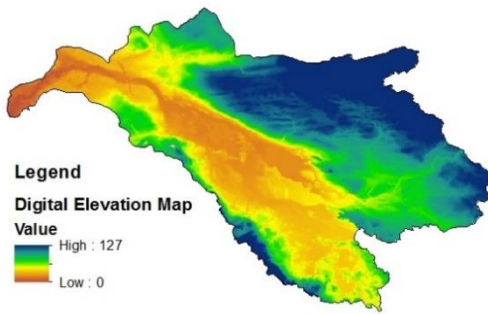 Legend
Digital Elevation Map
Value
High : 127
Low : 0